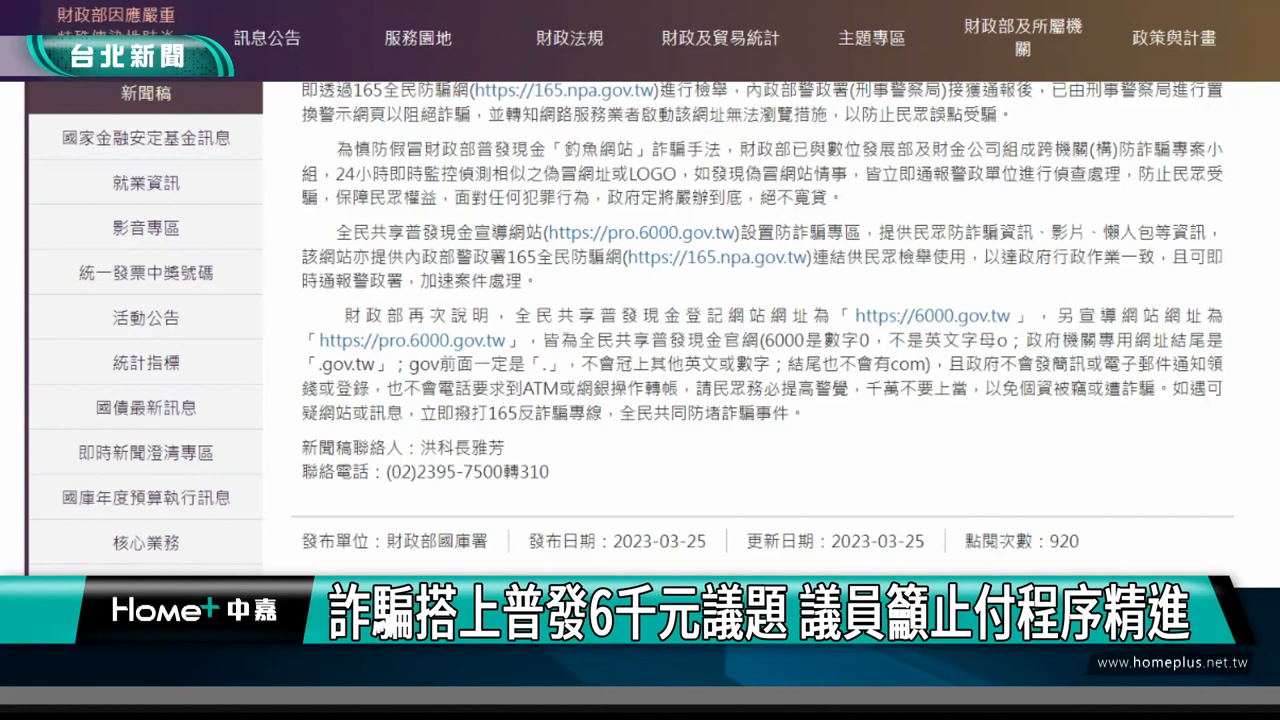 財政部因應嚴重
台北新聞
訊息公告
服務園地
財政法規
財政及貿易統計
主題專區
財政部及所屬機
關
政策與計畫
新聞稿
國家金融安定基金訊息
就業資訊
影音專區
統一發票中獎號碼
活動公告
統計指標
國債最新訊息
即時新聞澄清專區
國庫年度預算執行訊息
核心業務
即透過165全民防騙網(https://165.npa.gov.tw)進行檢舉，內政部警政署(刑事警察局)接獲通報後，已由刑事警察局進行置
換警示網頁以阻絕詐騙，並轉知網路服務業者啟動該網址無法瀏覽措施，以防止民眾誤點受騙。
為慎防假冒財政部普發現金「釣魚網站」詐騙手法，財政部已與數位發展部及財金公司組成跨機關(構)防詐騙專案小
組，24小時即時監控偵測相似之偽冒網址或LOGO，如發現偽冒網站情事，皆立即通報警政單位進行偵查處理，防止民眾受
騙，保障民眾權益，面對任何犯罪行為，政府定將嚴辦到底，絕不寬貸。
全民共享普發現金宣導網站(https://pro.6000.gov.tw)設置防詐騙專區，提供民眾防詐騙資訊、影片、懶人包等資訊，
該網站亦提供內政部警政署165全民防騙網(https://165.npa.gov.tw)連結供民眾檢舉使用，以達政府行政作業一致，且可即
時通報警政署，加速案件處理。
財政部再次說明，全民共享普發現金登記網站網址為「https://6000.gov.tw」，另宣導網站網址為
「https://pro.6000.gov.tw」，皆為全民共享普發現金官網(6000是數字0，不是英文字母o；政府機關專用網址結尾是
「.gov.tw」；gov前面一定是「.」，不會冠上其他英文或數字；結尾也不會有com)，且政府不會發簡訊或電子郵件通知領
錢或登錄，也不會電話要求到ATM或網銀操作轉帳，請民眾務必提高警覺，千萬不要上當，以免個資被竊或遭詐騙。如遇可
疑網站或訊息，立即撥打165反詐騙專線，全民共同防堵詐騙事件。
新聞稿聯絡人：洪科長雅芳
聯絡電話：(02)2395-7500轉310
發布單位：財政部國庫署
發布日期：2023-03-25
更新日期：2023-03-25
點閱次數：920
Home+中嘉
詐騙搭上普發6千元議題 議員籲止付程序精進
www.homeplus.net.tw